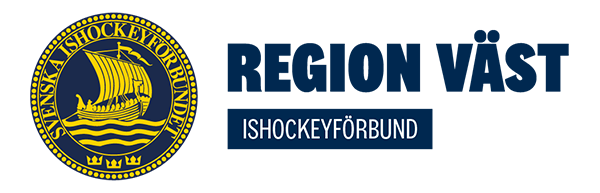 SVENSKA ISHOCKEYFÖRBUNDET
REGION VÄST
ISHOCKEYFÖRBUND